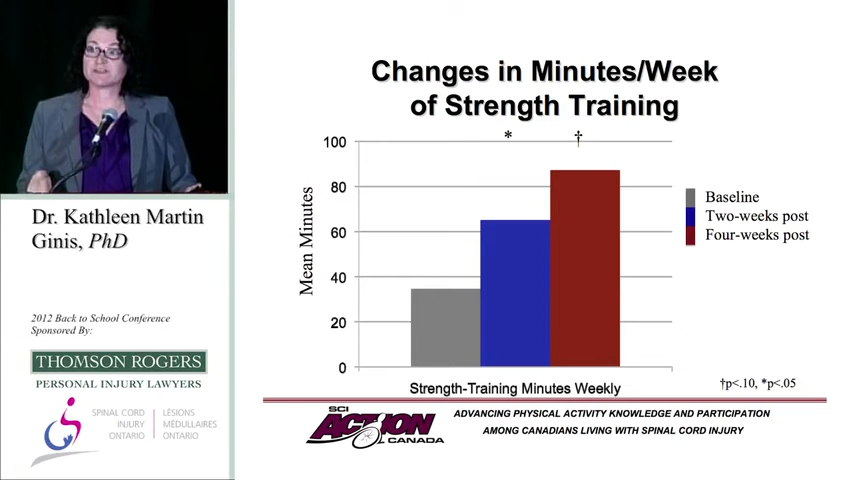 Dr. Kathleen Martin
Ginis, PhD
2012 Back to School Conference
Sponsored By:
THOMSON ROGERS
PERSONAL INJURY LAWYERS
SPINAL CORD
INJURY
ONTARIO
LÉSIONS
MÉDULLAIRES
ONTARIO
Changes in Minutes/Week
of Strength Training
Mean Minutes
100
80
60
40
20
0
*
†
Strength-Training Minutes Weekly
Baseline
Two-weeks post
Four-weeks post
†p<.10, *p<.05
SCI
ACTION
CANADA
ADVANCING PHYSICAL ACTIVITY KNOWLEDGE AND PARTICIPATION
AMONG CANADIANS LIVING WITH SPINAL CORD INJURY